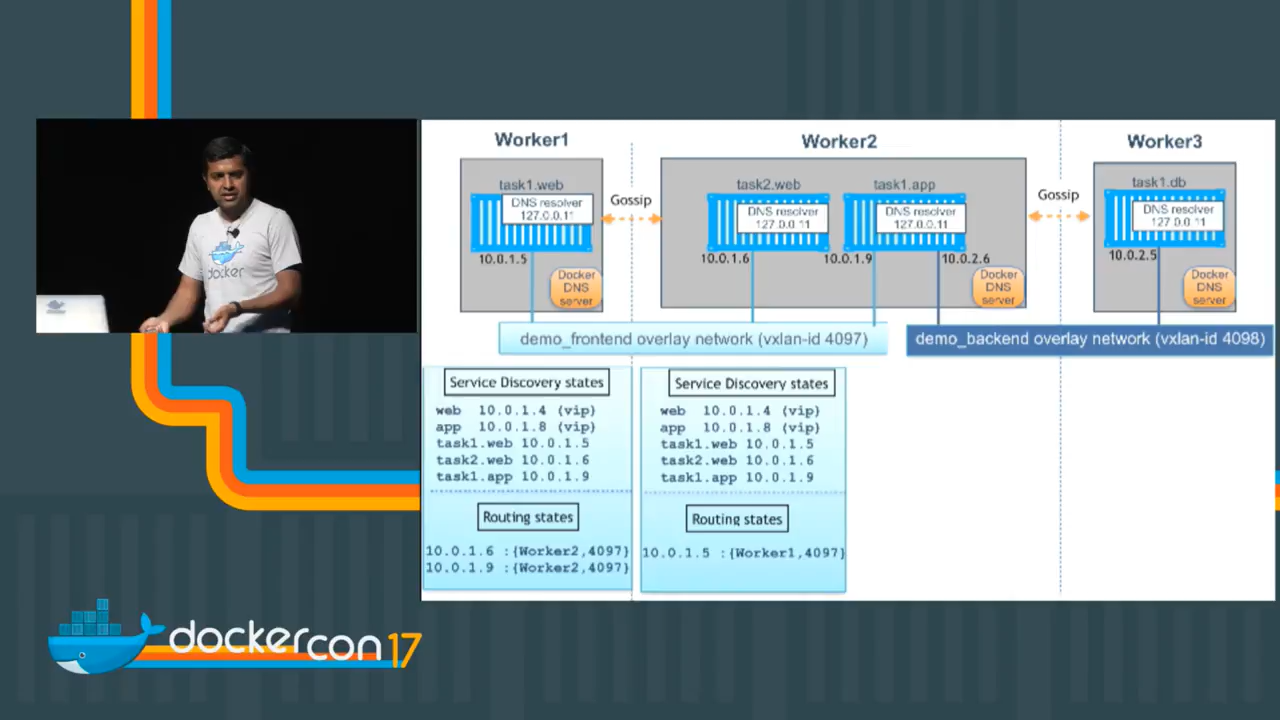 Worker1
Worker2
Worker3
task1.web
task2.web
task1.app
task1.db
DNS resolver
127.0.0.11
Gossip
DNS resolver
127.0.0.11
DNS resolver
127.0.0.11
Gossip
DNS resolver
127.0.0.11
10.0.1.5
10.0.1.6
10.0.1.9
10.0.2.6
10.0.2.5
Docker
DNS
server
Docker
DNS
server
Docker
DNS
server
demo_frontend overlay network (vxlan-id 4097)
demo_backend overlay network (vxlan-id 4098)
Service Discovery states
web 10.0.1.4 (vip)
app 10.0.1.8 (vip)
task1.web 10.0.1.5
task2.web 10.0.1.6
task1.app 10.0.1.9
Routing states
10.0.1.6 :{Worker2,4097}
10.0.1.9 :{Worker2,4097}
Service Discovery states
web 10.0.1.4 (vip)
app 10.0.1.8 (vip)
task1.web 10.0.1.5
task2.web 10.0.1.6
task1.app 10.0.1.9
Routing states
10.0.1.5 :{Worker1,4097}
docker
dockercon 17